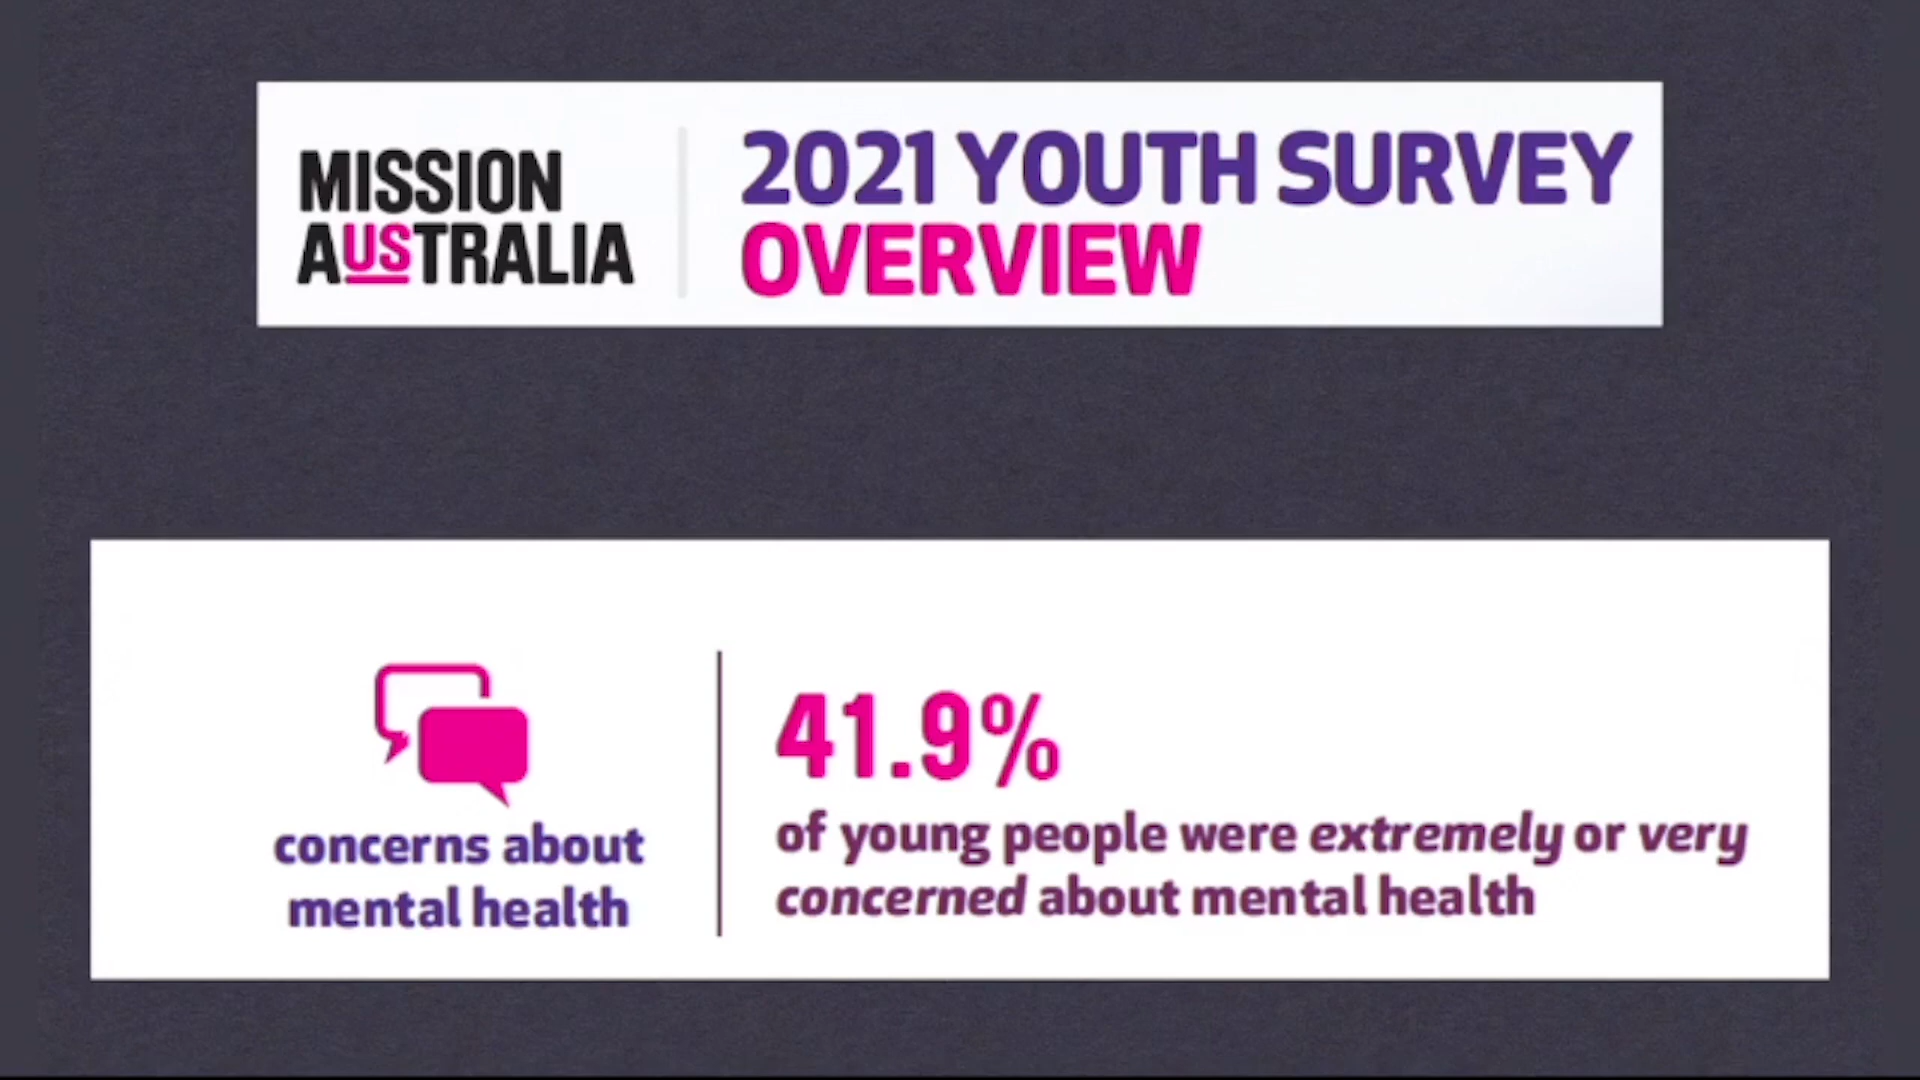 MISSION
AUSTRALIA
2021 YOUTH SURVEY
OVERVIEW
concerns about
mental health
41.9%
of young people were extremely or very
concerned about mental health